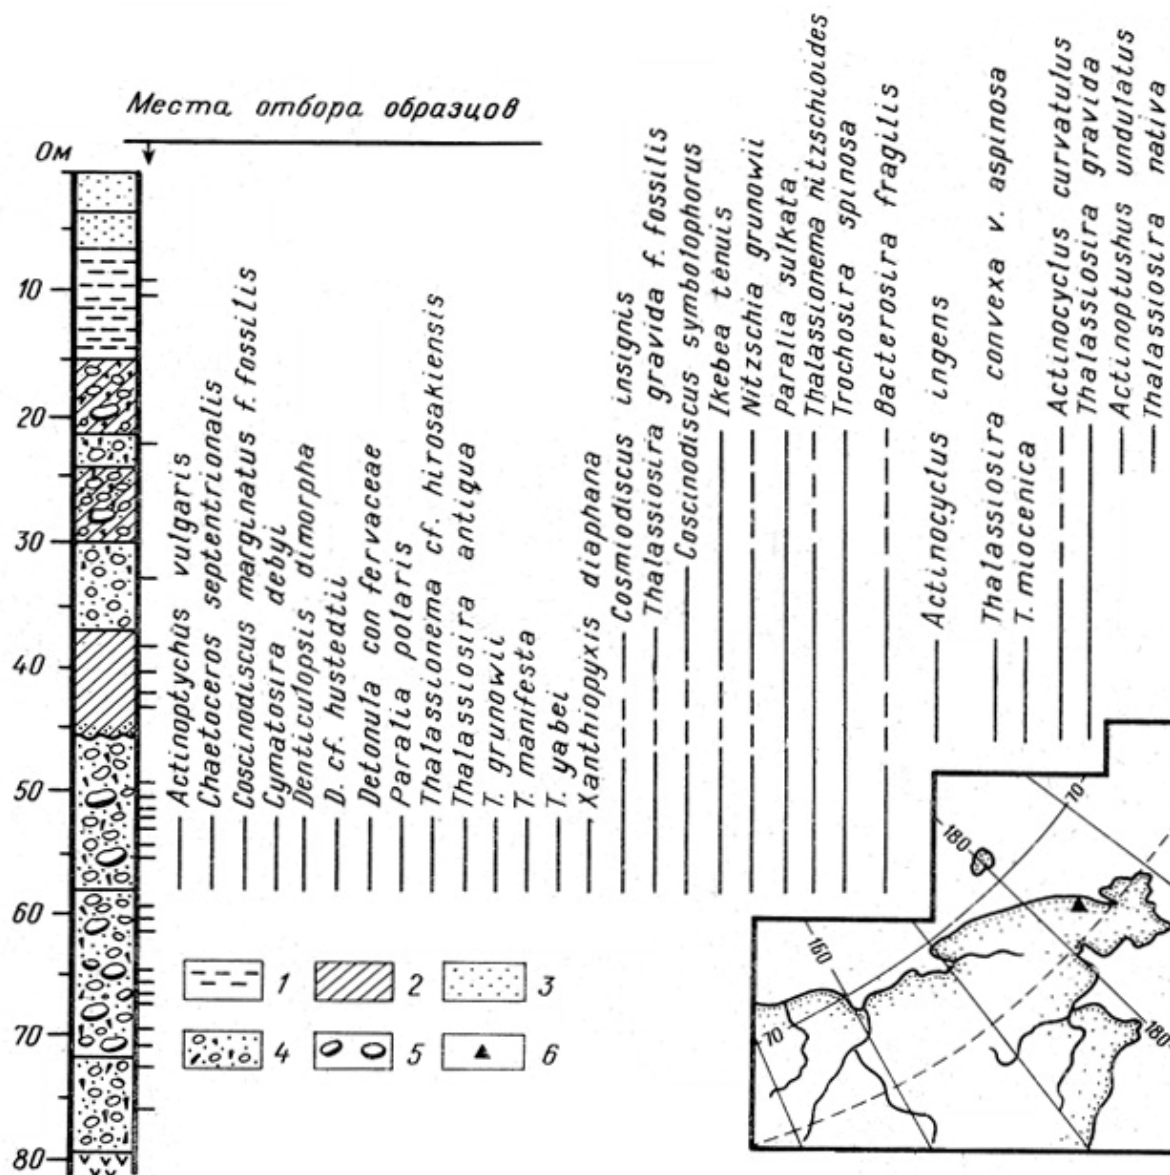 Места отбора образцов
0м
10
20
30
40
50
60
70
80
Actinoptychus vulgaris
Chaetoceros septentrionalis
Coscinodiscus marginatus f. fossilis
Cymatosira debyi
Denticulopsis dimorpha
D. cf. hustedtii
Detonula con fervaceae
Paralia polaris
Thalassionema cf. hirosakiensis
Thalassiosira antiqua
T. grunowii
T. manifesta
T. yabei
Xanthiopyxis diaphana
Cosmiodiscus insignis
Thalassiosira gravida f. fossilis
Coscinodiscus symbolophorus
Ikebea tenuis
Nitzschia grunowii
Paralia sulkata
Thalassionema nitzschioides
Trochosira spinosa
Bacterosira fragilis
Actinocyclus ingens
Thalassiosira convexa v. aspinosa
T. miocenica
Actinocyclus curvatulus
Thalassiosira gravida
Actinoptushus undulatus
Thalassiosira nativa
1
2
3
4
5
6
70
180
160
70
180